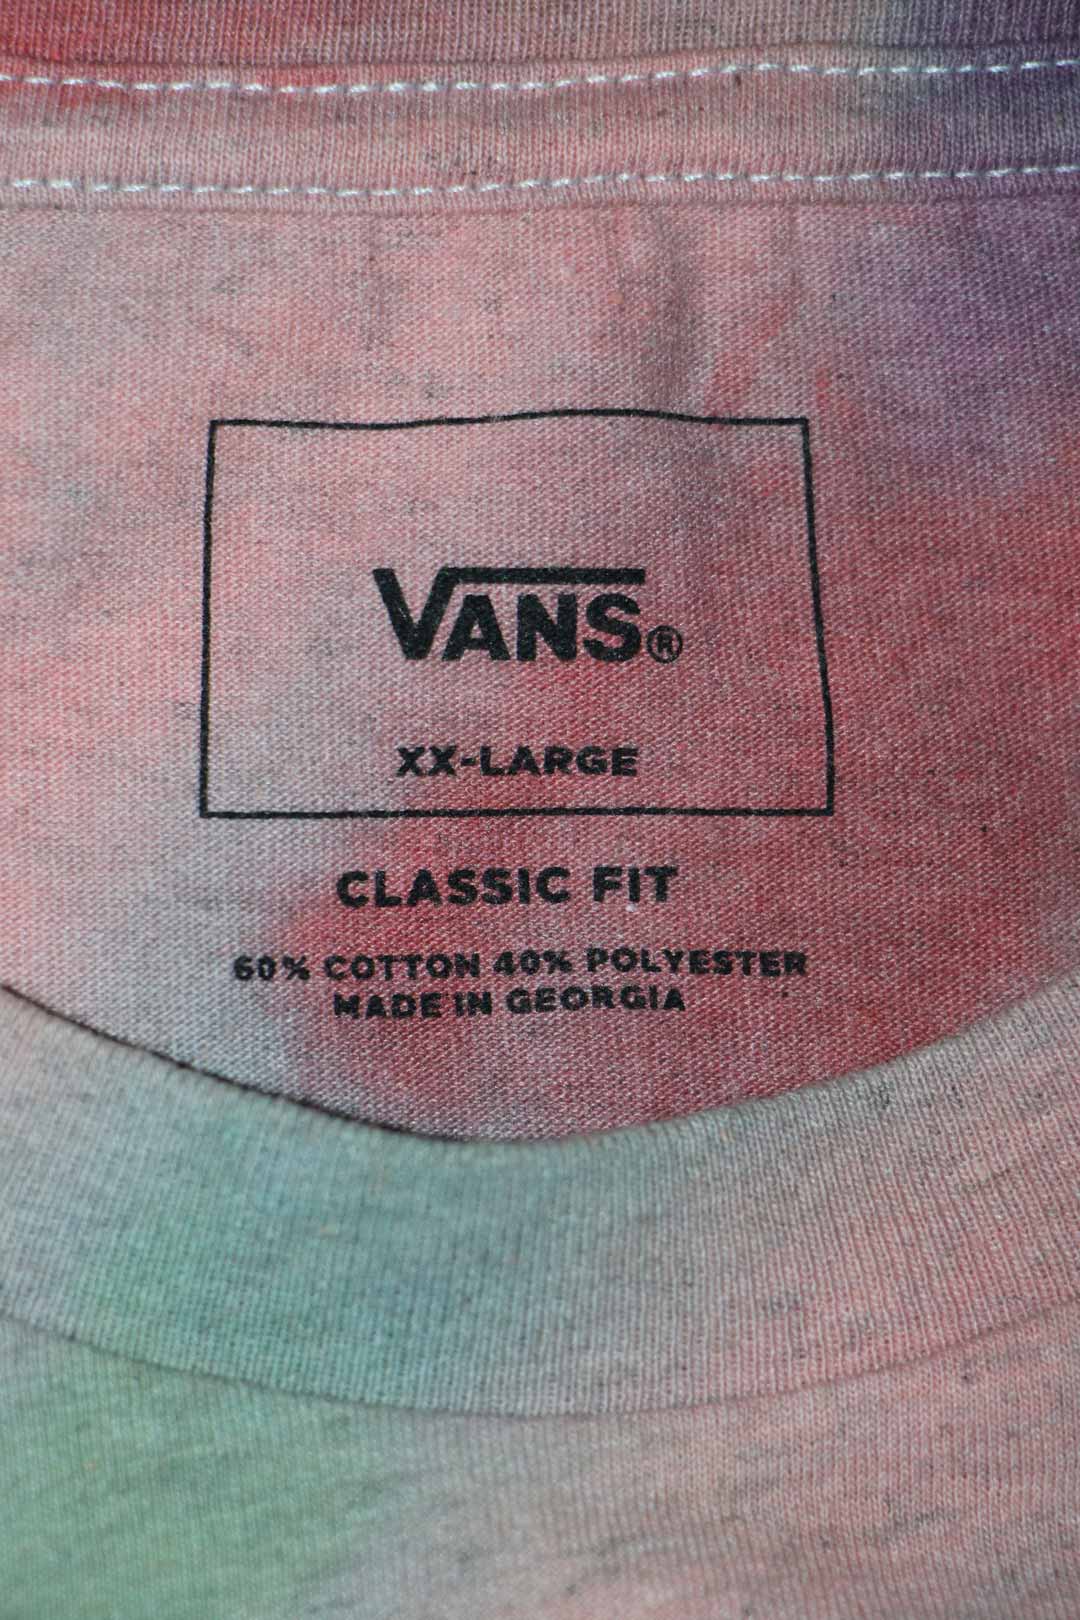 VANS®
XX-LARGE
CLASSIC FIT
60% COTTON 40% POLYESTER
MADE IN GEORGIA